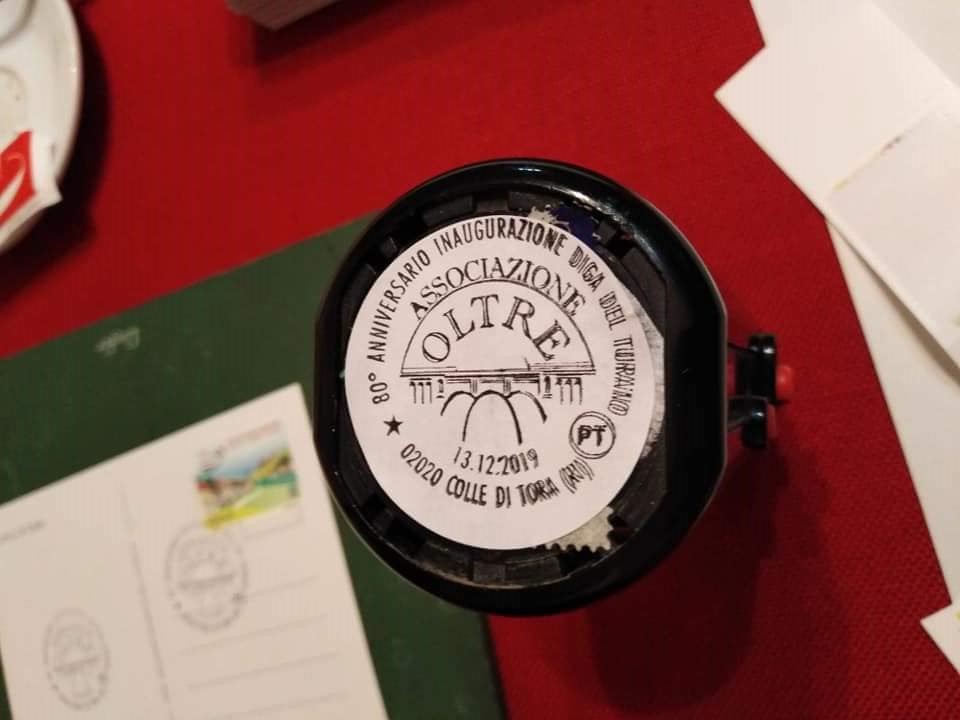 80° ANNIVERSARIO INAUGURAZIONE DIGA DEL TURANO
ASSOCIAZIONE
OLTRE
PT
13.12.2019
02020 COLLE DI TORA (RI)